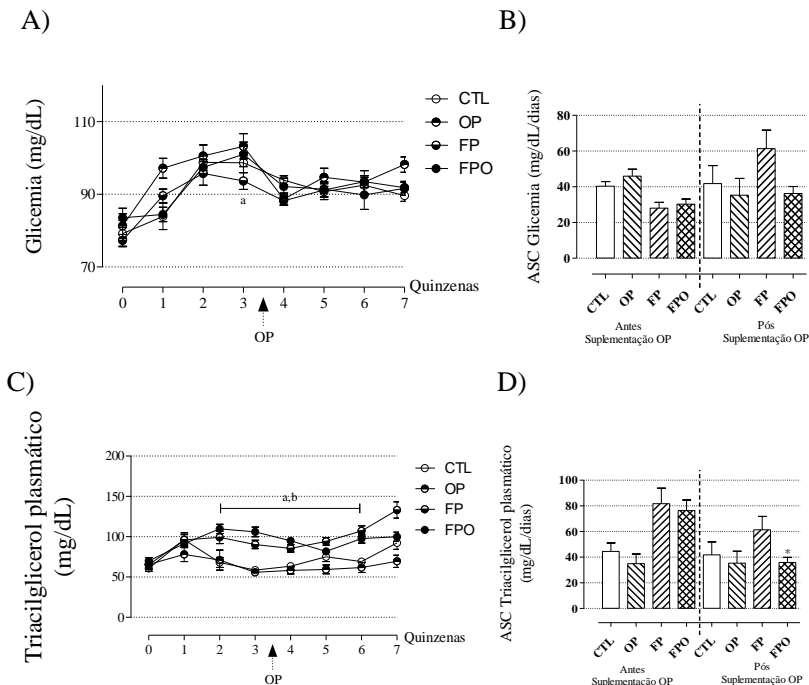 A)
Glicemia (mg/dL)
110
90
70
a
0 1 2 3 4 5 6 7
Quinzenas
OP
CTL
OP
FP
FPO
B)
ASC Glicemia (mg/dL/dias)
80
60
40
20
0
CTL OP FP FPO CTL OP FP FPO
Antes
Suplementação OP
Pós
Suplementação OP
C)
Triacilglicerol plasmático
(mg/dL)
200
150
100
50
0
a,b
0 1 2 3 4 5 6 7
Quinzenas
OP
CTL
OP
FP
FPO
D)
ASC Triacilglicerol plasmático
(mg/dL/dias)
100
80
60
40
20
0
*
CTL OP FP FPO CTL OP FP FPO
Antes
Suplementação OP
Pós
Suplementação OP